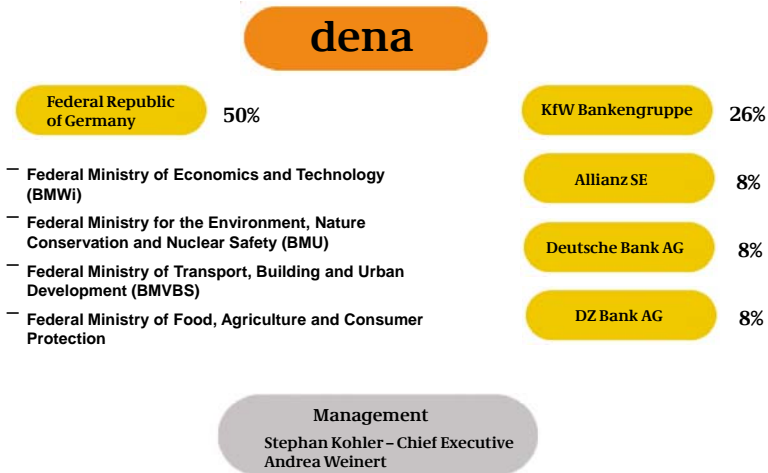 dena
Federal Republic
of Germany
50%
– Federal Ministry of Economics and Technology
(BMWi)
– Federal Ministry for the Environment, Nature
Conservation and Nuclear Safety (BMU)
– Federal Ministry of Transport, Building and Urban
Development (BMVBS)
– Federal Ministry of Food, Agriculture and Consumer
Protection
KfW Bankengruppe
26%
Allianz SE
8%
Deutsche Bank AG
8%
DZ Bank AG
8%
Management
Stephan Kohler – Chief Executive
Andrea Weinert